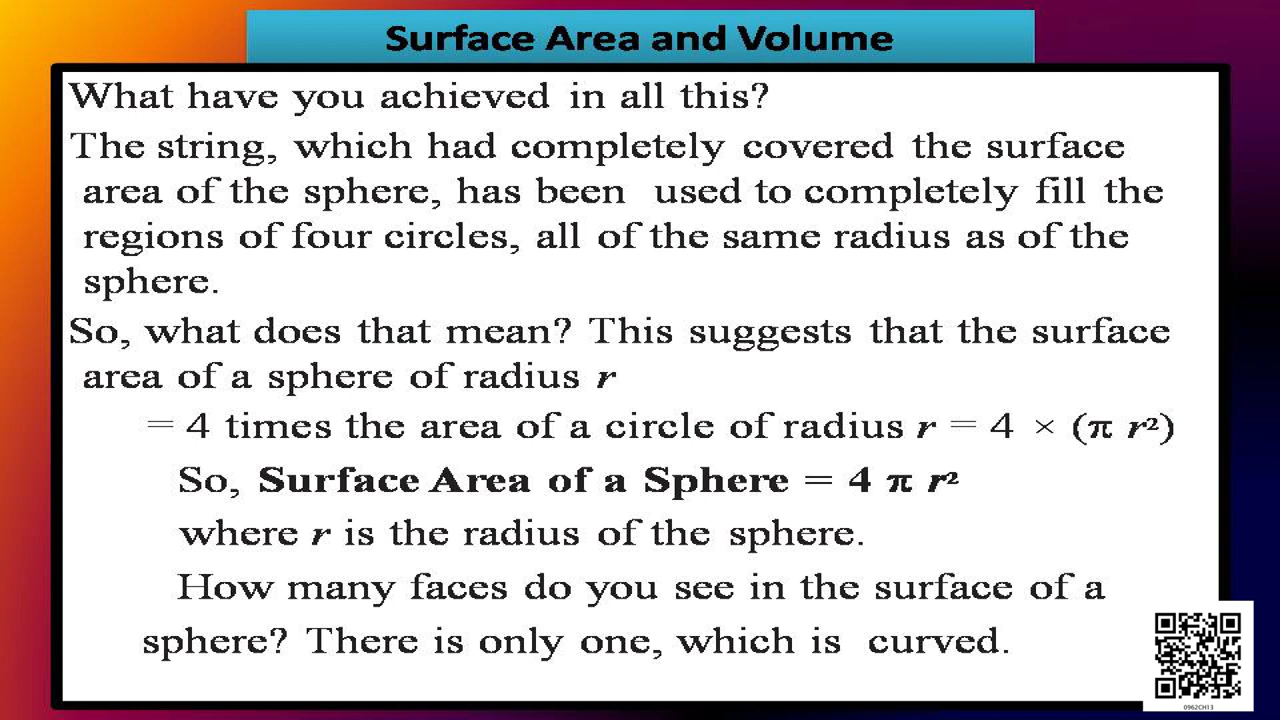 Surface Area and Volume
What have you achieved in all this?
The string, which had completely covered the surface
area of the sphere, has been used to completely fill the
regions of four circles, all of the same radius as of the
sphere.
So, what does that mean? This suggests that the surface
area of a sphere of radius r
= 4 times the area of a circle of radius r = 4 × (π r²)
So, Surface Area of a Sphere = 4 π r²
where r is the radius of the sphere.
How many faces do you see in the surface of a
sphere? There is only one, which is curved.
0962CH13